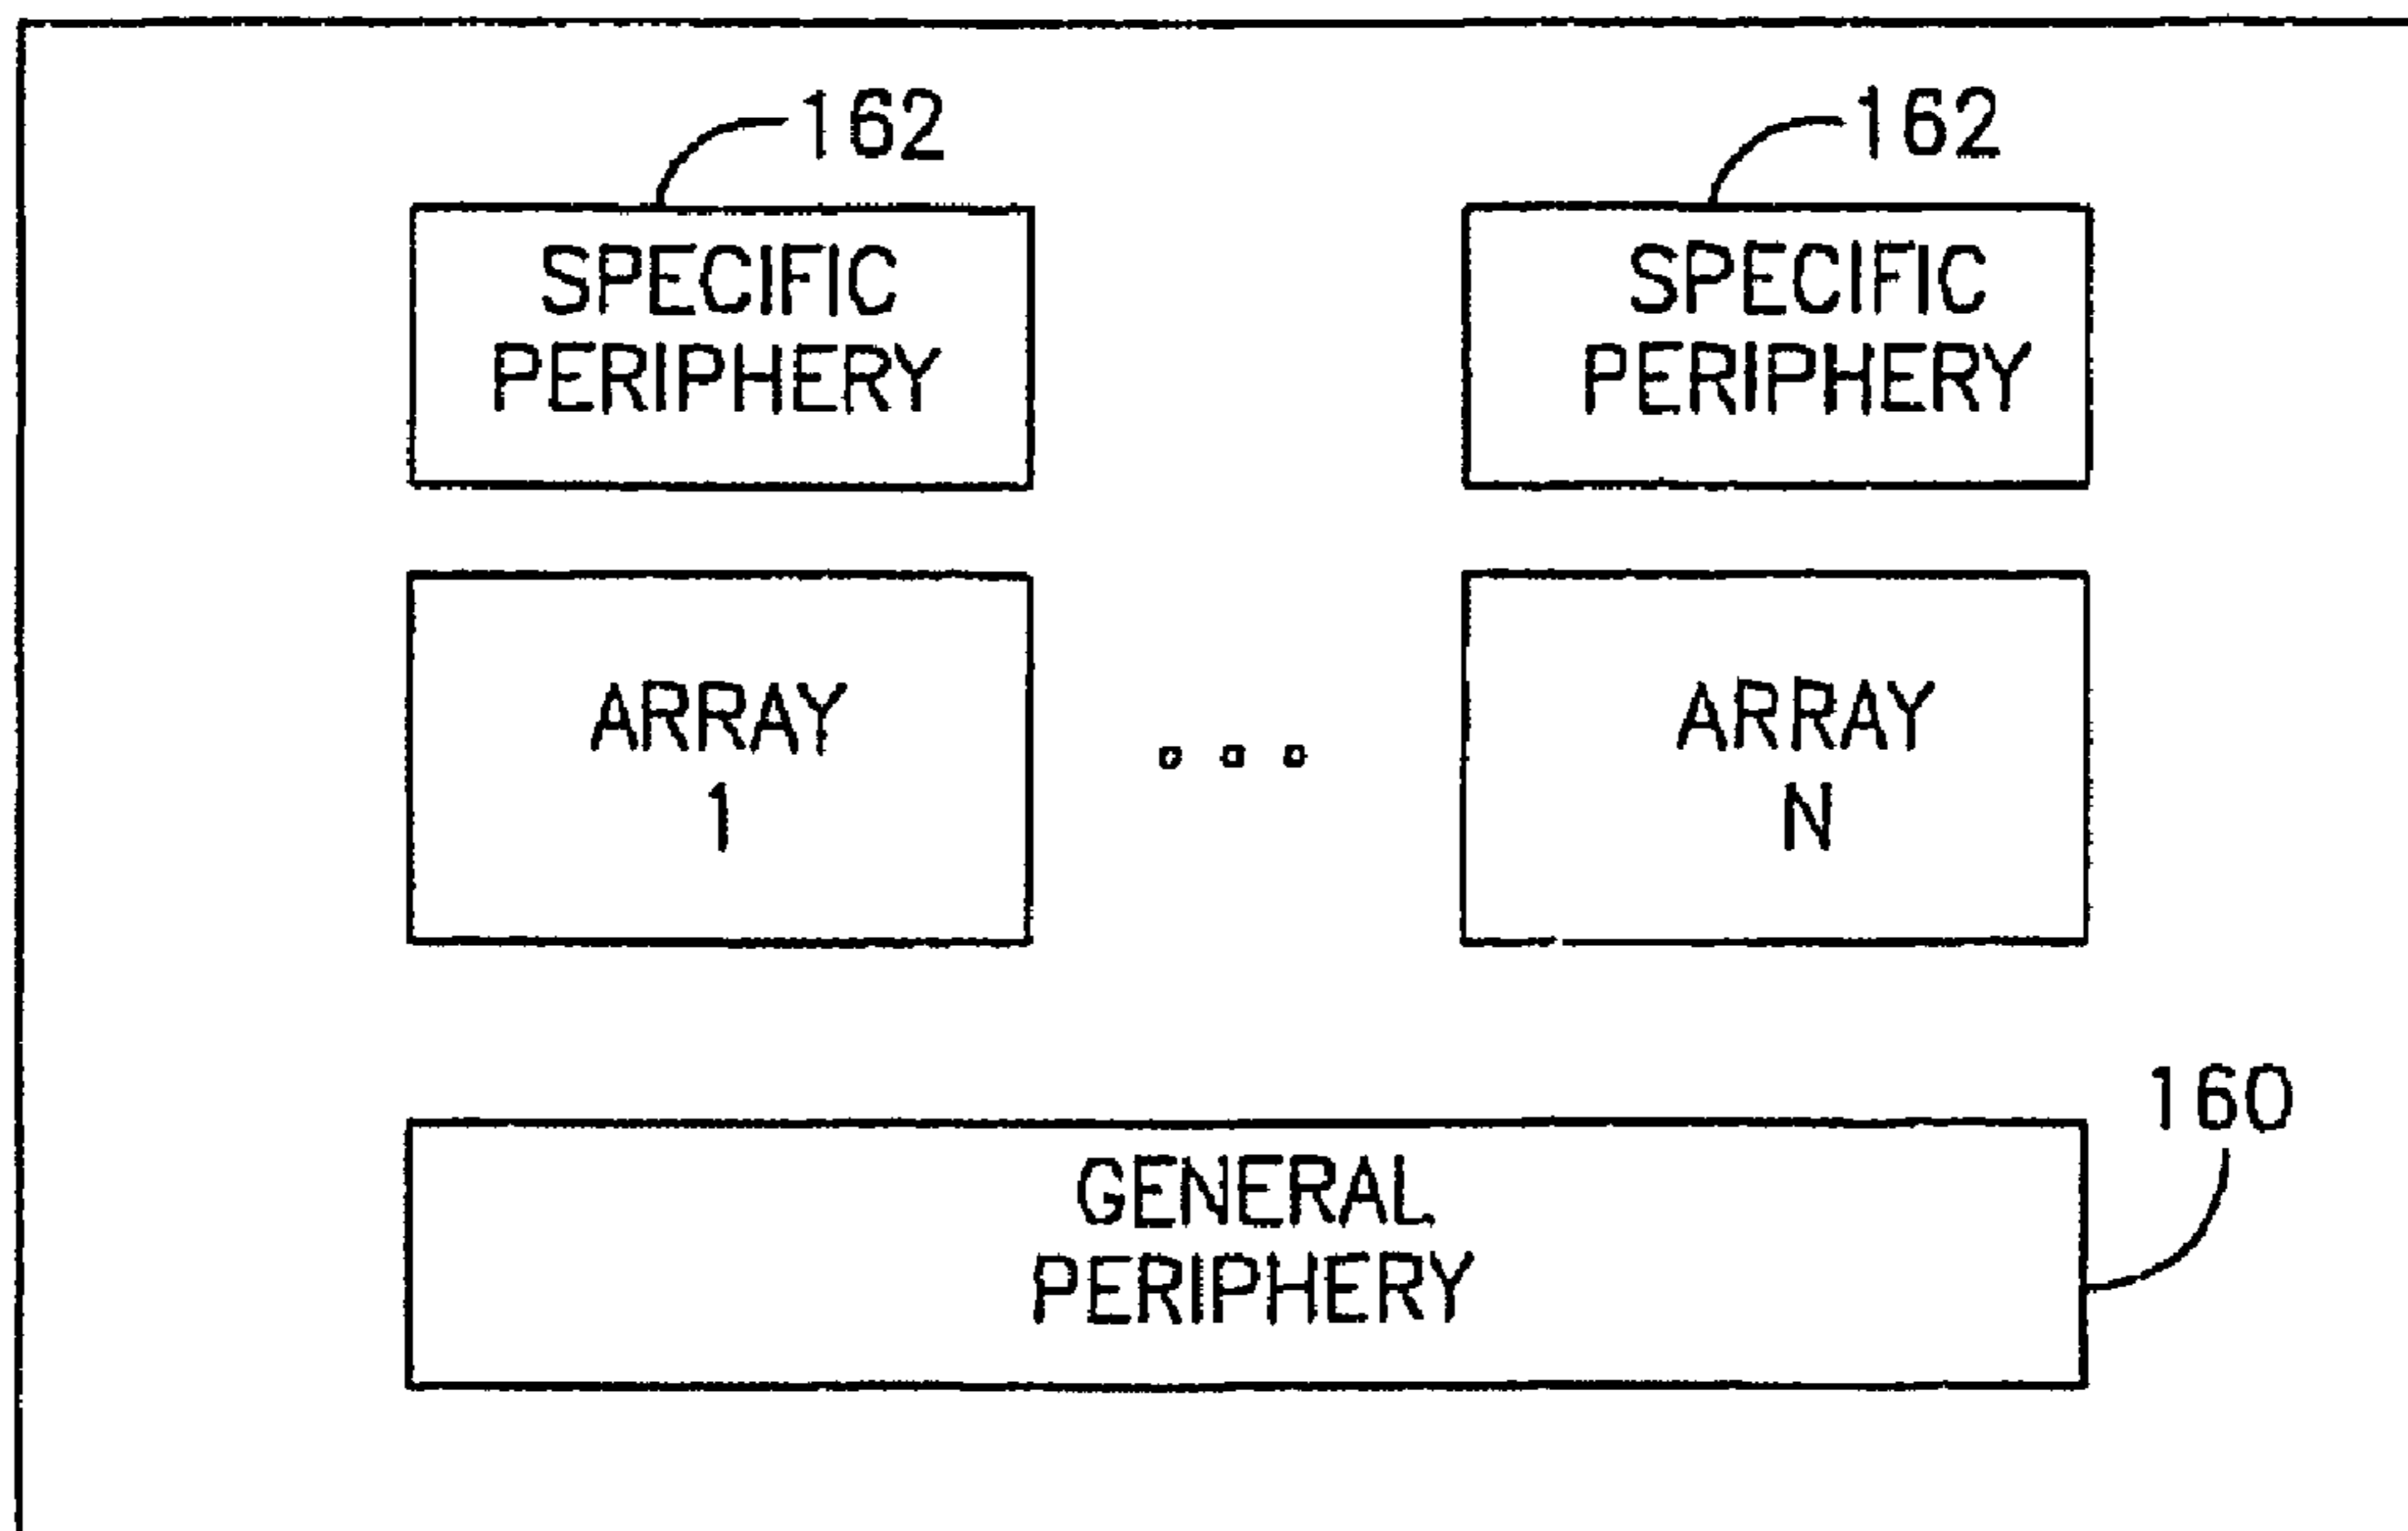 162
162
SPECIFIC
PERIPHERY
SPECIFIC
PERIPHERY
ARRAY
1
ARRAY
N
160
GENERAL
PERIPHERY